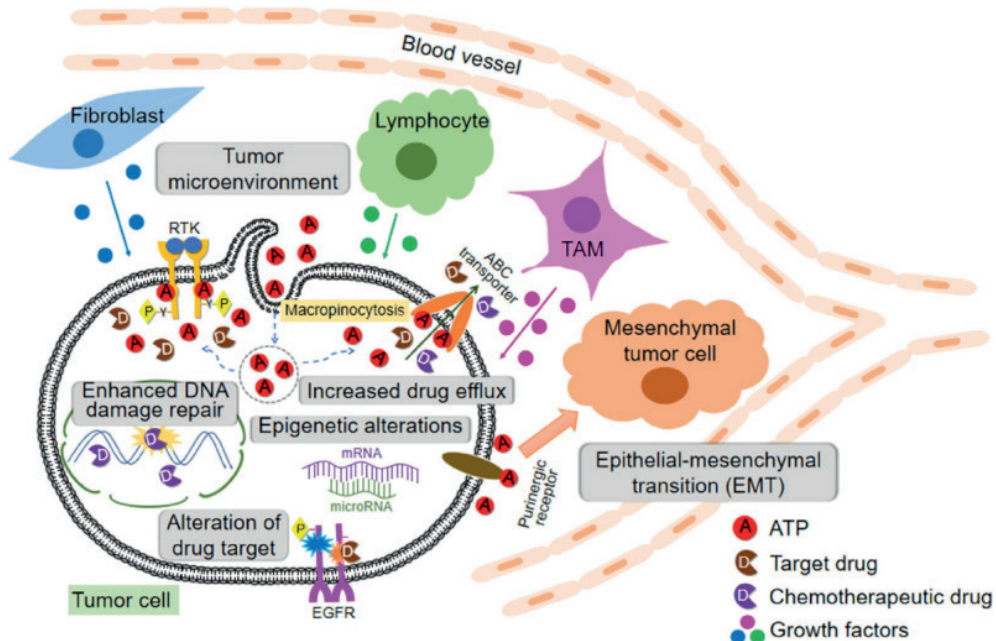 Blood vessel
Fibroblast
Lymphocyte
Tumor
microenvironment
TAM
RTK
A
A
A
A
A
A
P
Y
Y
P
D
D
D
A
A
A
Macropinocytosis
ABC
transporter
D
D
D
D
A
A
A
A
A
A
A
Mesenchymal
tumor cell
Enhanced DNA
damage repair
D
D
D
Increased drug efflux
Epigenetic alterations
mRNA
microRNA
A
A
A
Purinergic
receptor
Epithelial-mesenchymal
transition (EMT)
Alteration of
drug target
P
D
EGFR
Tumor cell
A ATP
D Target drug
D Chemotherapeutic drug
Growth factors